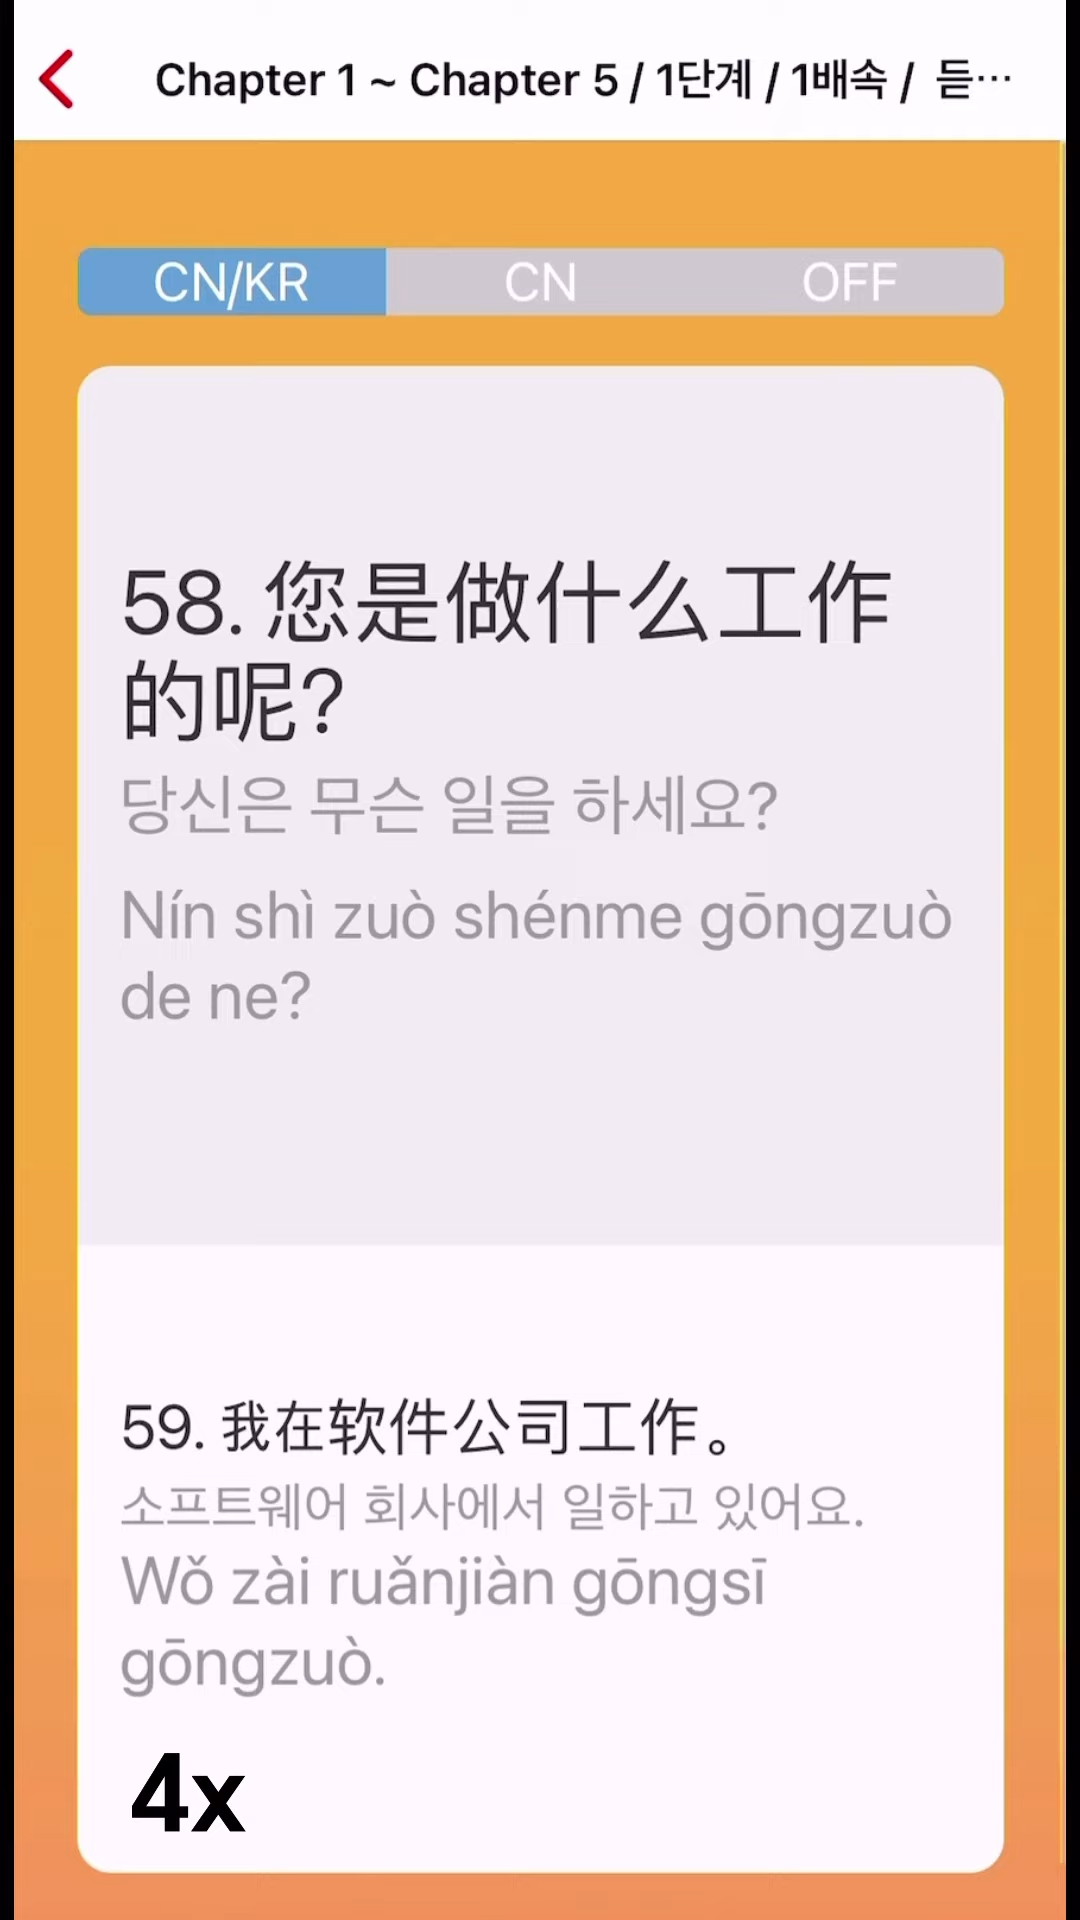 Chapter 1 ~ Chapter 5 / 1단계 / 1배속 / 듣…
CN/KR
CN
OFF
58. 您是做什么工作
的呢?
당신은 무슨 일을 하세요?
Nín shì zuò shénme gōngzuò
de ne?
59. 我在软件公司工作。
소프트웨어 회사에서 일하고 있어요.
Wǒ zài ruǎnjiàn gōngsī
gōngzuò.
4x